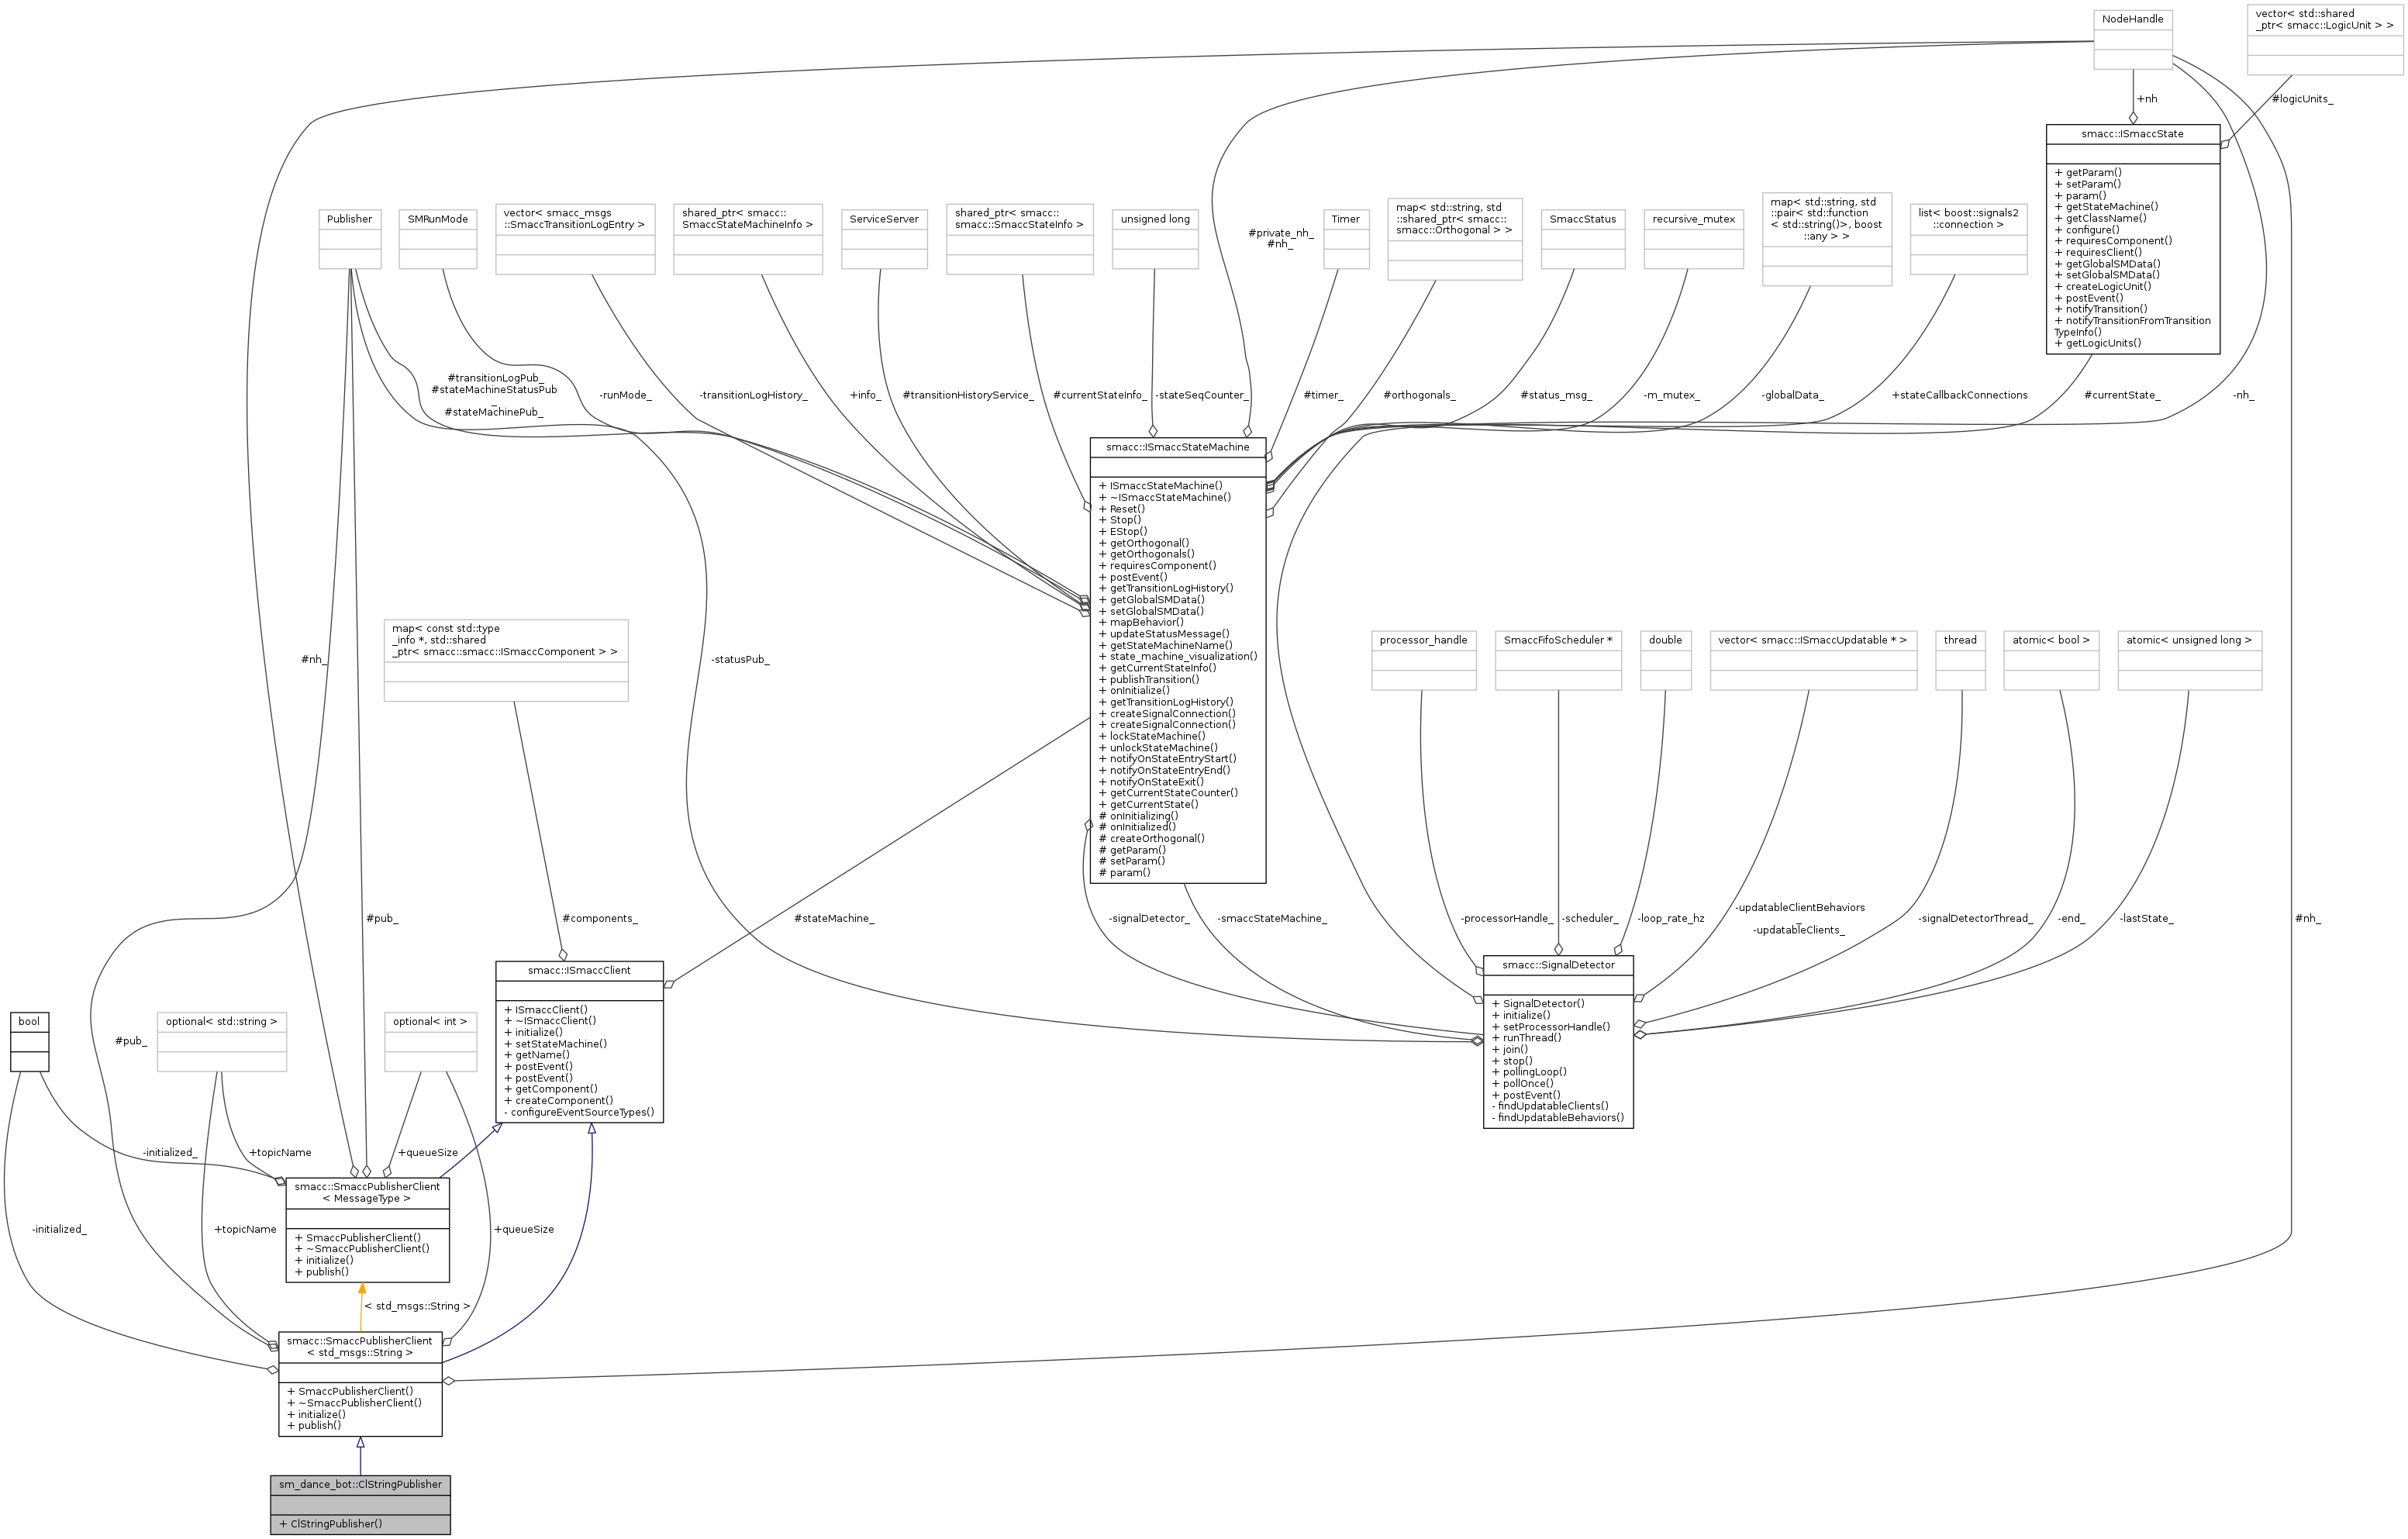 NodeHandle
vector< std::shared
_ptr< smacc::LogicUnit > >
+nh
#logicUnits_
smacc::ISmaccState
+ getParam()
+ setParam()
+ param()
+ getStateMachine()
+ getClassName()
+ configure()
+ requiresComponent()
+ requiresClient()
+ getGlobalSMData()
+ setGlobalSMData()
+ createLogicUnit()
+ postEvent()
+ notifyTransition()
+ notifyTransitionFromTransition
TypeInfo()
+ getLogicUnits()
Publisher
SMRunMode
vector< smacc_msgs
::SmaccTransitionLogEntry >
shared_ptr< smacc::
SmaccStateMachineInfo >
ServiceServer
shared_ptr< smacc::
smacc::SmaccStateInfo >
unsigned long
#private_nh_
#nh_
Timer
map< std::string, std
::shared_ptr< smacc::
smacc::Orthogonal > >
SmaccStatus
recursive_mutex
map< std::string, std
::pair< std::function
< std::string()>, boost
::any > >
list< boost::signals2
::connection >
#transitionLogPub_
#stateMachineStatusPub
_
#stateMachinePub_
-runMode_
-transitionLogHistory_
+info_
#transitionHistoryService_
#currentStateInfo_
-stateSeqCounter_
#timer_
#orthogonals_
#status_msg_
-m_mutex_
-globalData_
+stateCallbackConnections
#currentState_
-nh_
smacc::ISmaccStateMachine
+ ISmaccStateMachine()
+ ~ISmaccStateMachine()
+ Reset()
+ Stop()
+ EStop()
+ getOrthogonal()
+ getOrthogonals()
+ requiresComponent()
+ postEvent()
+ getTransitionLogHistory()
+ getGlobalSMData()
+ setGlobalSMData()
+ mapBehavior()
+ updateStatusMessage()
+ getStateMachineName()
+ state_machine_visualization()
+ getCurrentStateInfo()
+ publishTransition()
+ onInitialize()
+ getTransitionLogHistory()
+ createSignalConnection()
+ createSignalConnection()
+ lockStateMachine()
+ unlockStateMachine()
+ notifyOnStateEntryStart()
+ notifyOnStateEntryEnd()
+ notifyOnStateExit()
+ getCurrentStateCounter()
+ getCurrentState()
# onInitializing()
# onInitialized()
# createOrthogonal()
# getParam()
# setParam()
# param()
#nh_
-statusPub_
map< const std::type
_info *, std::shared
_ptr< smacc::smacc::ISmaccComponent > >
processor_handle
SmaccFifoScheduler *
double
vector< smacc::ISmaccUpdatable * >
thread
atomic< bool >
atomic< unsigned long >
#pub_
#components_
#stateMachine_
-signalDetector_
-smaccStateMachine_
-processorHandle_
-scheduler_
-loop_rate_hz
-updatableClientBehaviors
_
-updatableClients_
-signalDetectorThread_
-end_
-lastState_
#nh_
smacc::ISmaccClient
+ ISmaccClient()
+ ~ISmaccClient()
+ initialize()
+ setStateMachine()
+ getName()
+ postEvent()
+ postEvent()
+ getComponent()
+ createComponent()
- configureEventSourceTypes()
smacc::SignalDetector
+ SignalDetector()
+ initialize()
+ setProcessorHandle()
+ runThread()
+ join()
+ stop()
+ pollingLoop()
+ pollOnce()
+ postEvent()
- findUpdatableClients()
- findUpdatableBehaviors()
bool
optional< std::string >
optional< int >
#pub_
-initialized_
+topicName
+queueSize
smacc::SmaccPublisherClient
< MessageType >
+ SmaccPublisherClient()
+ ~SmaccPublisherClient()
+ initialize()
+ publish()
-initialized_
+topicName
+queueSize
< std_msgs::String >
smacc::SmaccPublisherClient
< std_msgs::String >
+ SmaccPublisherClient()
+ ~SmaccPublisherClient()
+ initialize()
+ publish()
sm_dance_bot::ClStringPublisher
+ ClStringPublisher()